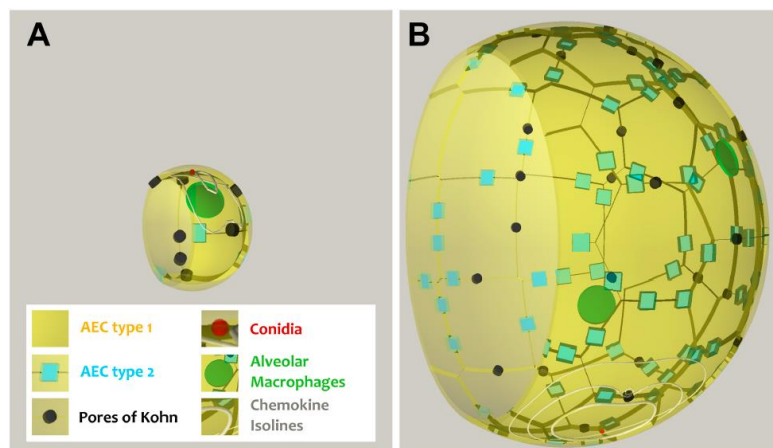 A
B
AEC type 1
AEC type 2
Pores of Kohn
Conidia
Alveolar
Macrophages
Chemokine
Isolines